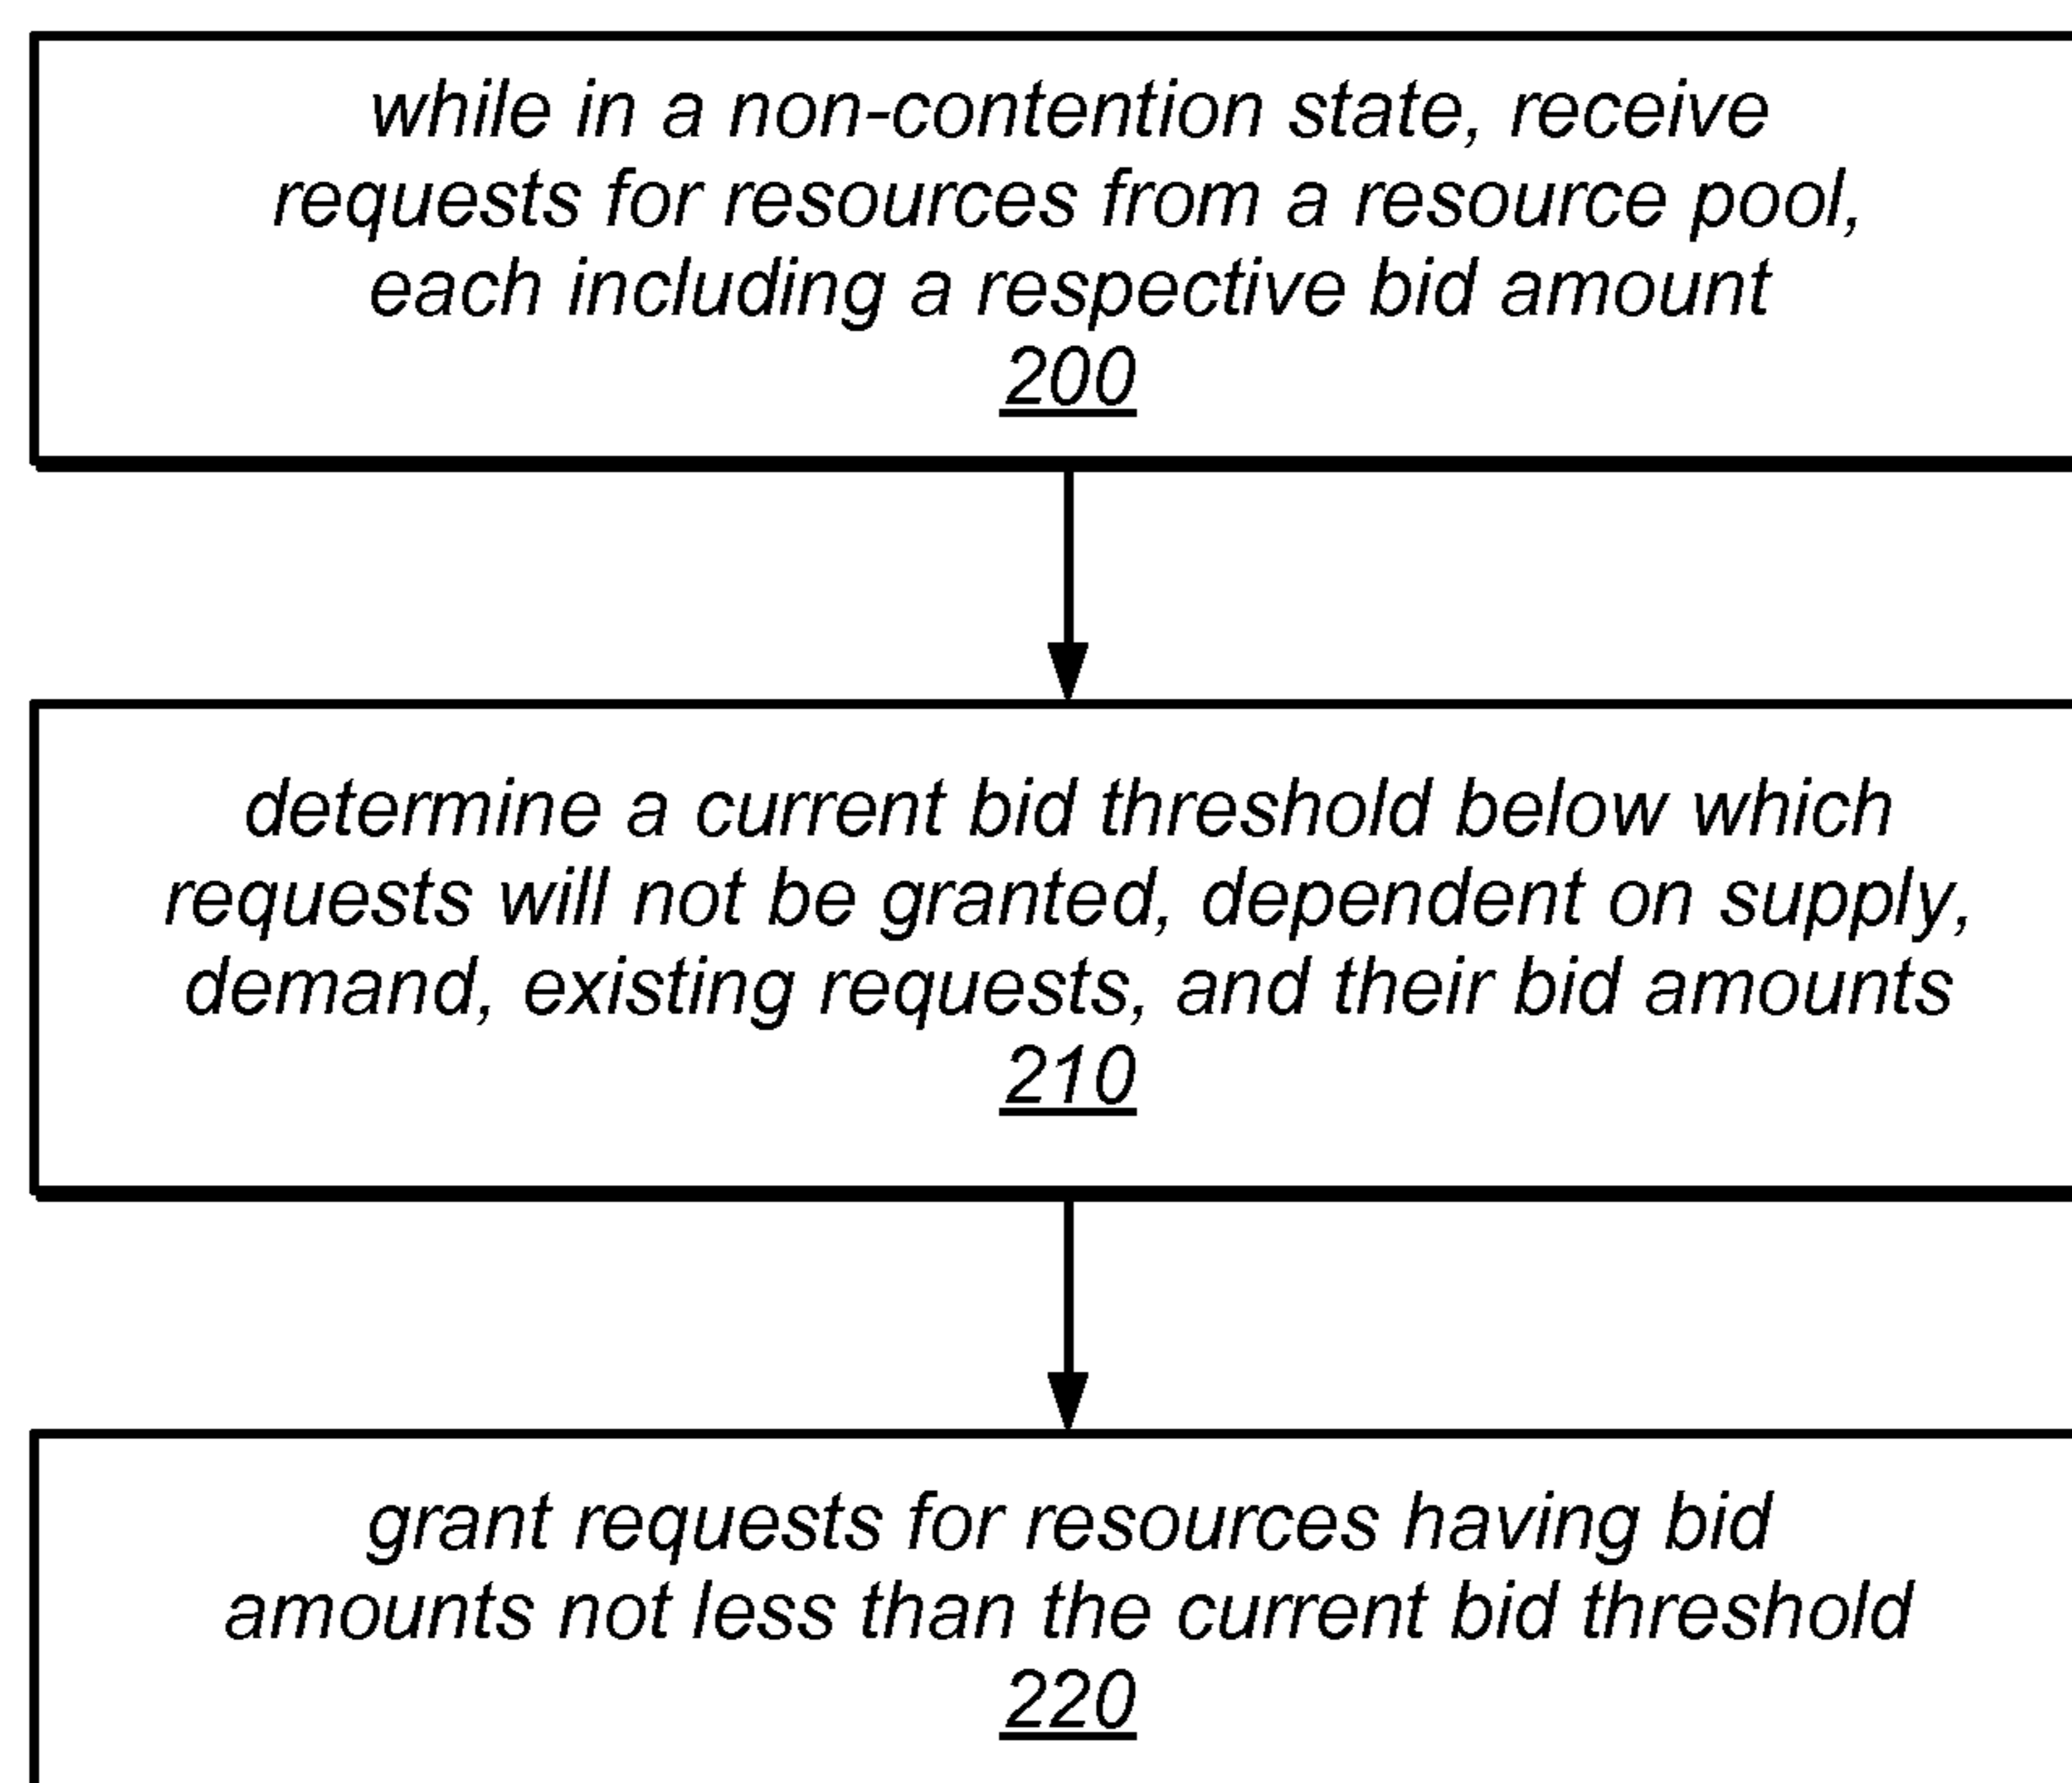 while in a non-contention state, receive
requests for resources from a resource pool,
each including a respective bid amount
200
determine a current bid threshold below which
requests will not be granted, dependent on supply,
demand, existing requests, and their bid amounts
210
grant requests for resources having bid
amounts not less than the current bid threshold
220